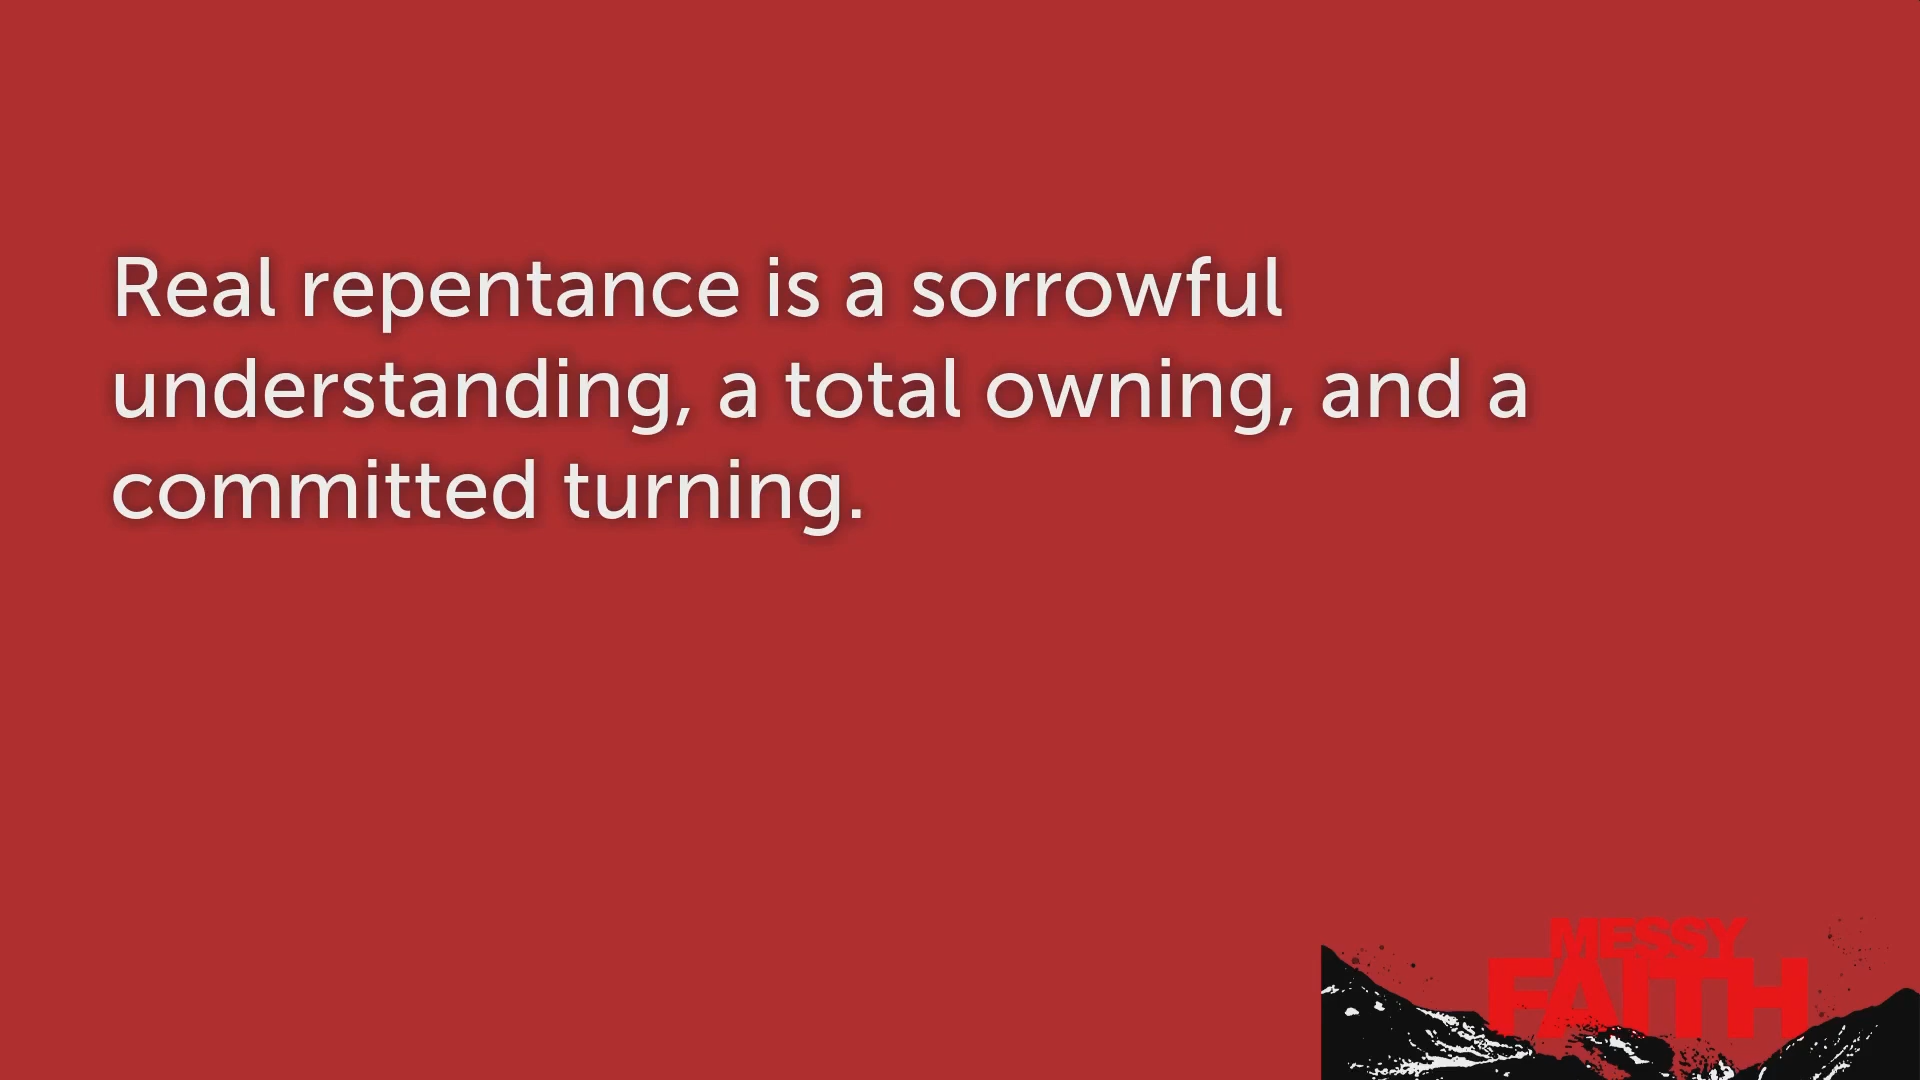 Real repentance is a sorrowful
understanding, a total owning, and a
committed turning.
MESSY
FAITH